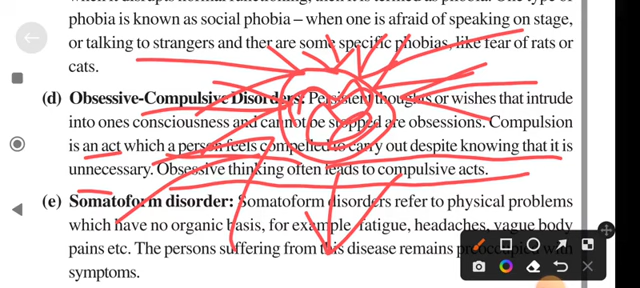 phobia is known as social phobia – when one is afraid of speaking on stage,
or talking to strangers and ther are some specific phobias, like fear of rats or
cats.
(d) Obsessive-Compulsive Disorders: Persistent thoughts or wishes that intrude
into ones consciousness and cannot be stopped are obsessions. Compulsion
is an act which a person feels compelled to carry out despite knowing that it is
unnecessary. Obsessive thinking often leads to compulsive acts.
(e) Somatoform disorder: Somatoform disorders refer to physical problems
which have no organic basis, for example, fatigue, headaches, vague body
pains etc. The persons suffering from this disease remains preoccupied with
symptoms.